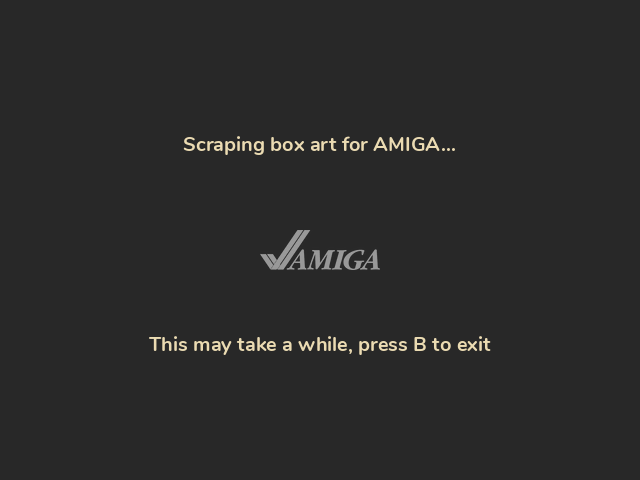 Scraping box art for AMIGA...
AMIGA
This may take a while, press B to exit